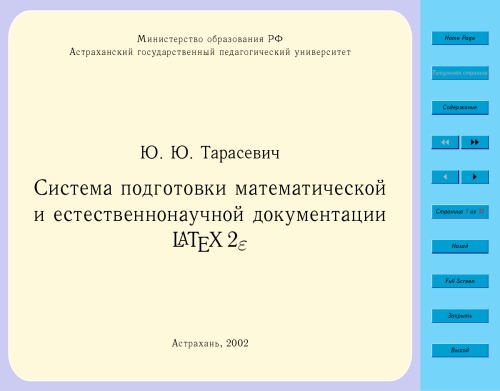 Министерство образования РФ
Астраханский государственный педагогический университет
Ю. Ю. Тарасевич
Система подготовки математической
и естественнонаучной документации
LATEX 2ε
Астрахань, 2002
Home Page
Титульная страница
Содержание
Страница 1 из
Назад
Full Screen
Закрыть
Выход